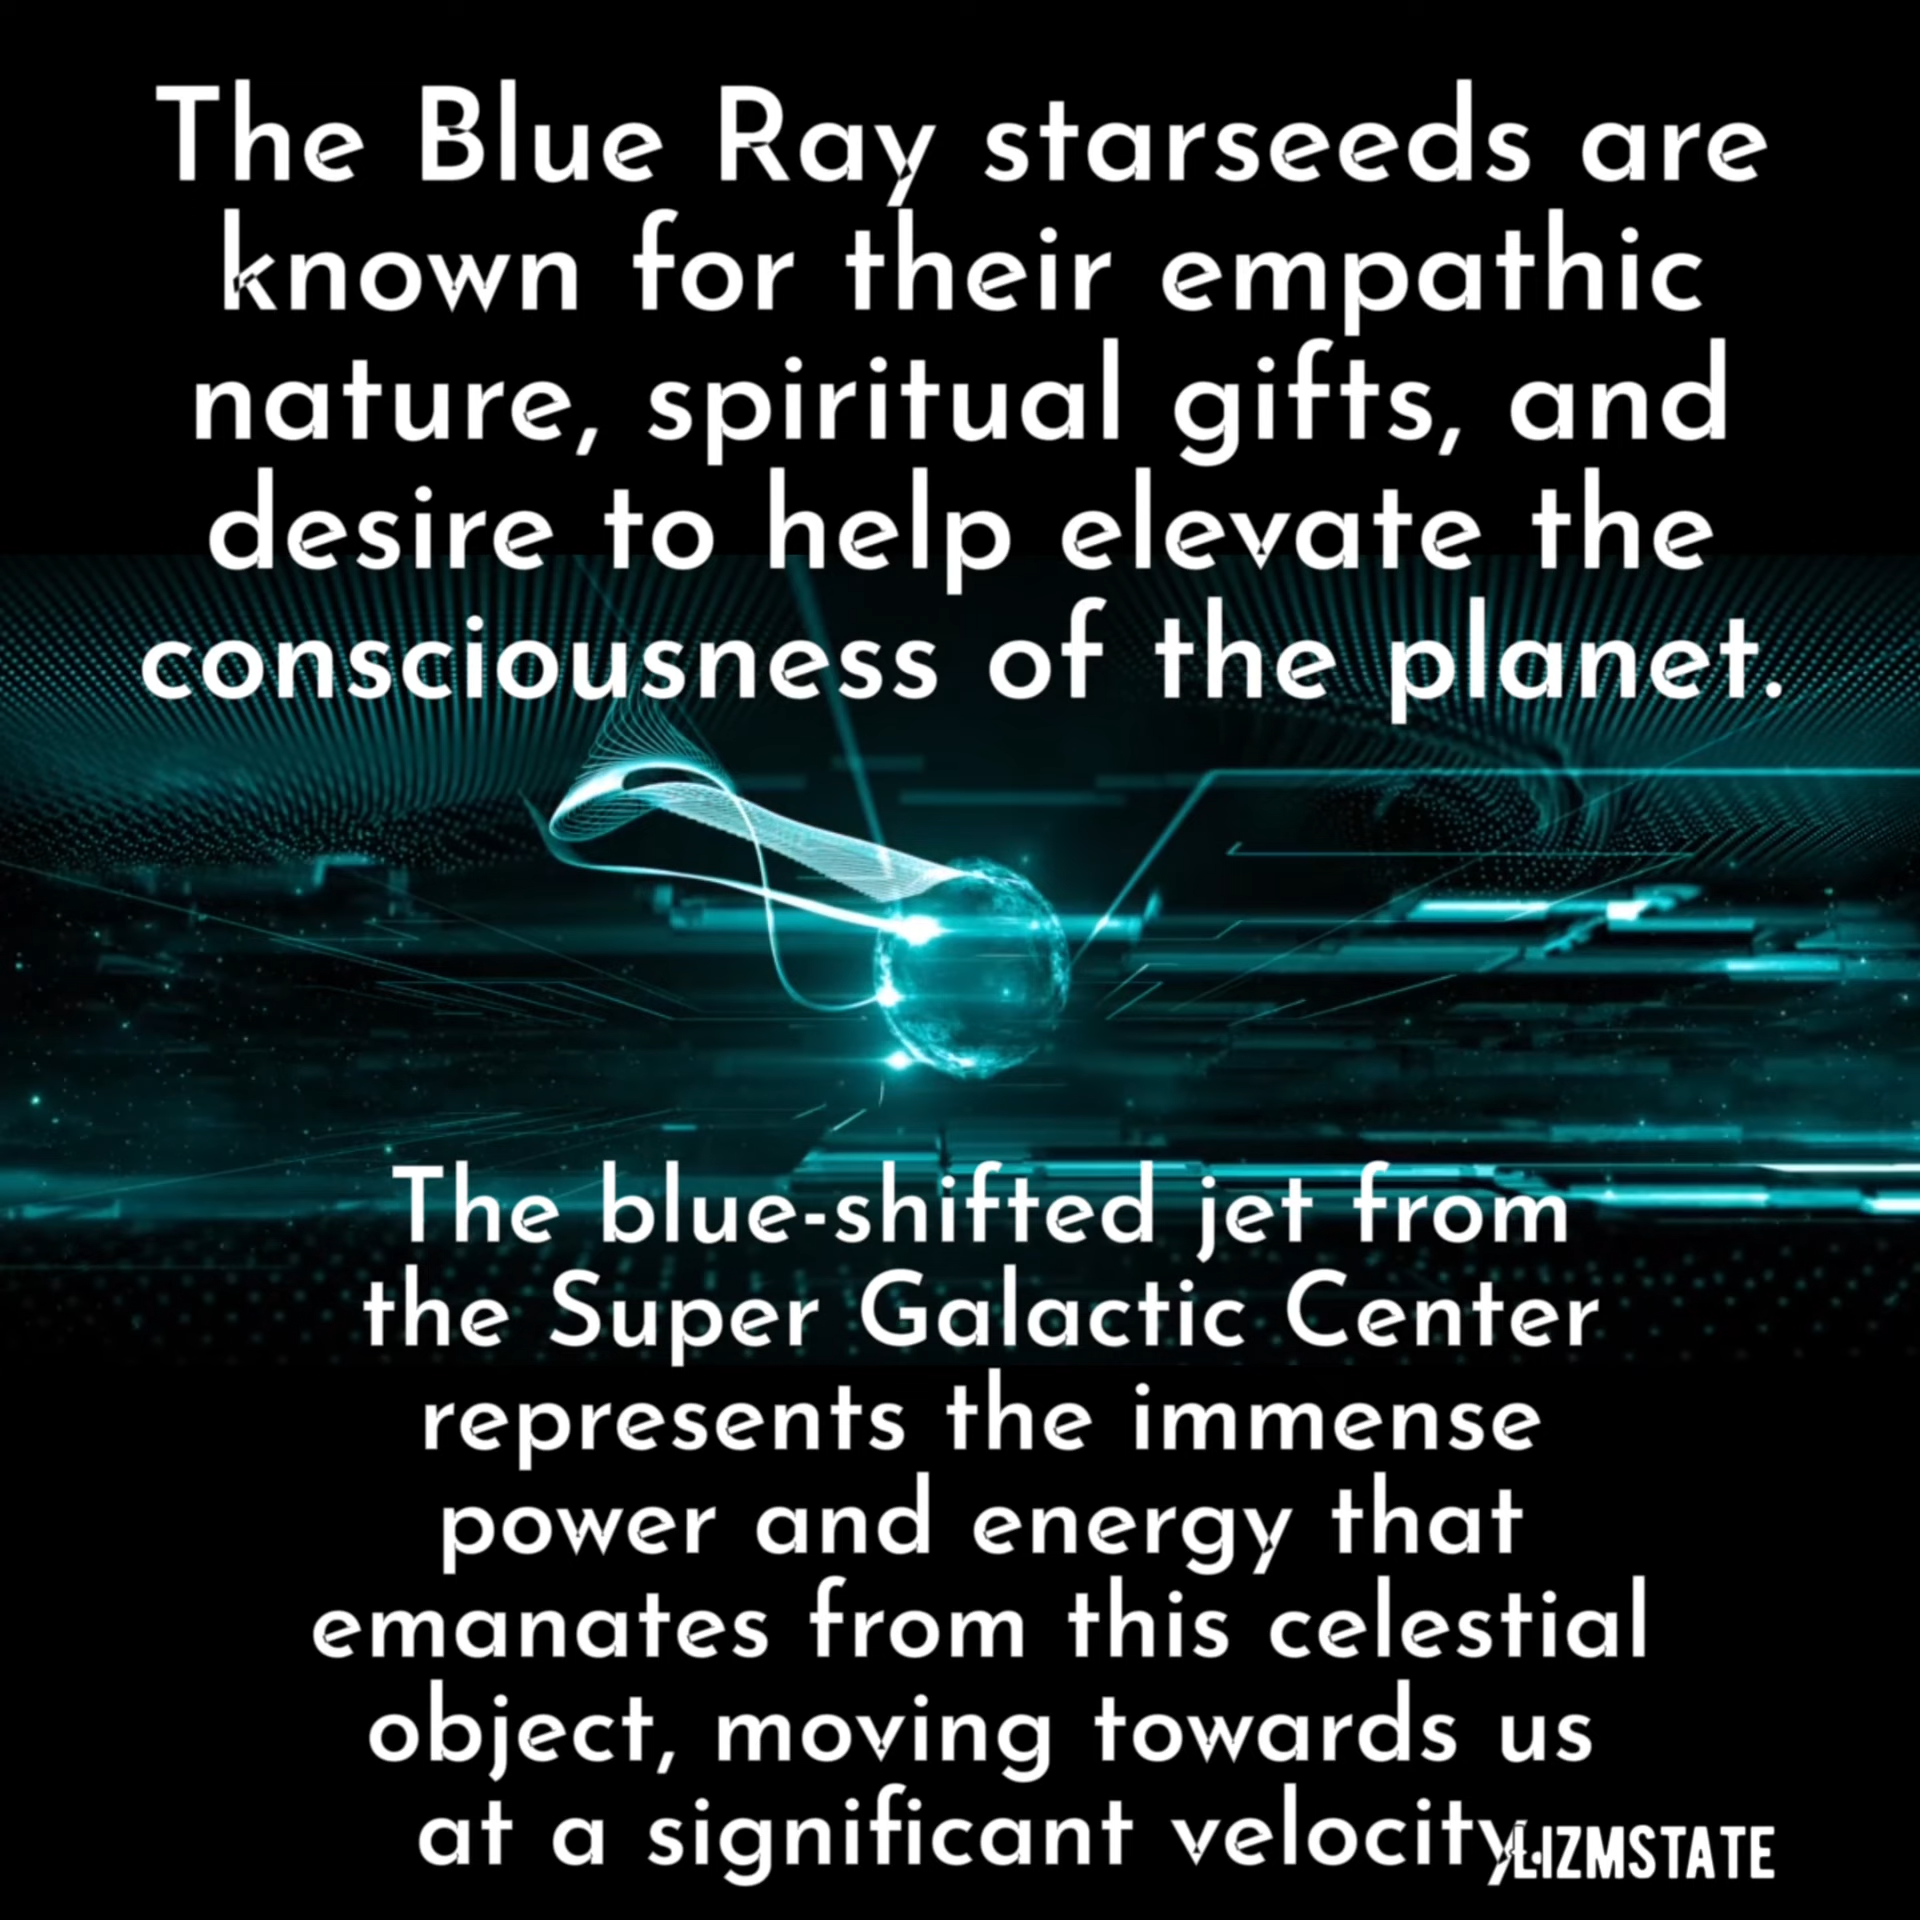 The Blue Ray starseeds are
known for their empathic
nature, spiritual gifts, and
desire to help elevate the
consciousness of the planet.
The blue-shifted jet from
the Super Galactic Center
represents the immense
power and energy that
emanates from this celestial
object, moving towards us
at a significant velocity.
LIZMSTATE